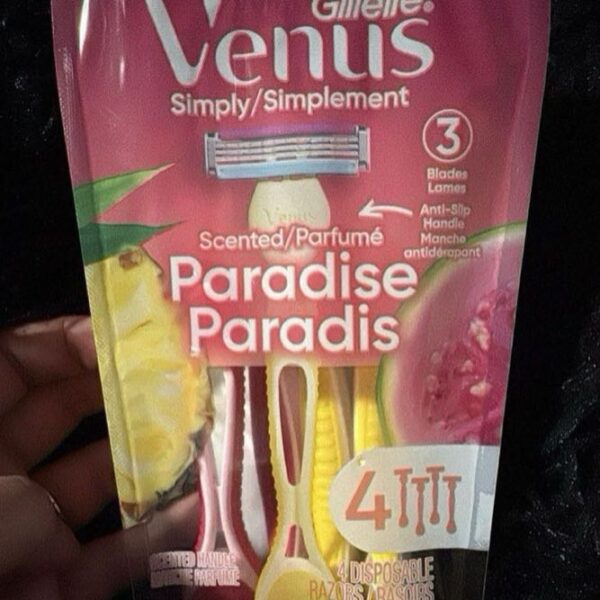 Gillette®
Venus
Simply/Simplement
3
Blades
Lames
Venus
Anti-Slip
Handle
Manche
antidérapant
Scented/Parfumé
Paradise
Paradis
4
SCENTED HANDLE
MANCHE PARFUMÉ
4 DISPOSABLE
RAZORS / RASOIRS